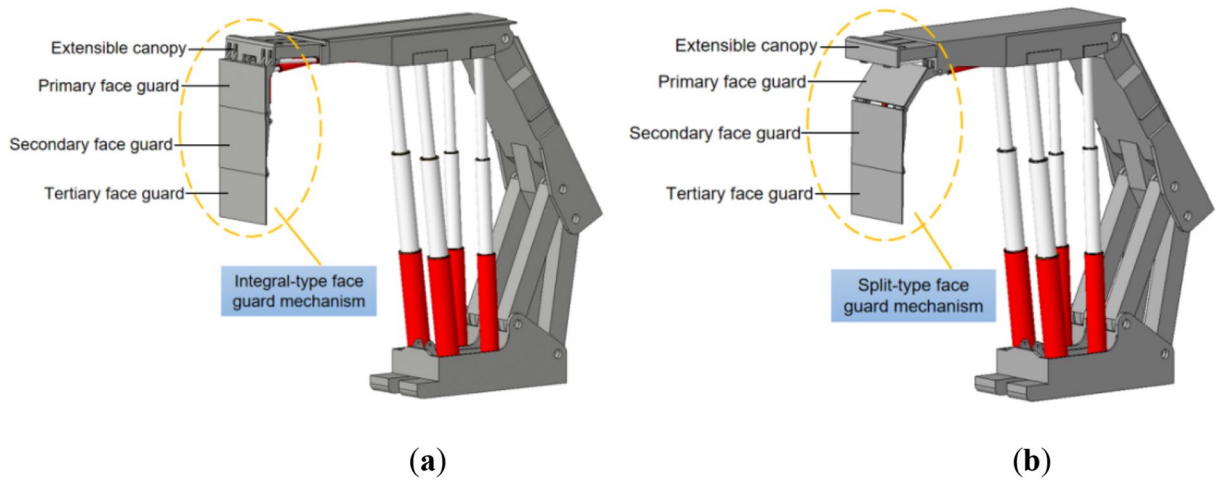 Extensible canopy
Primary face guard
Secondary face guard
Tertiary face guard
Integral-type face
guard mechanism
(a)
Extensible canopy
Primary face guard
Secondary face guard
Tertiary face guard
Split-type face
guard mechanism
(b)